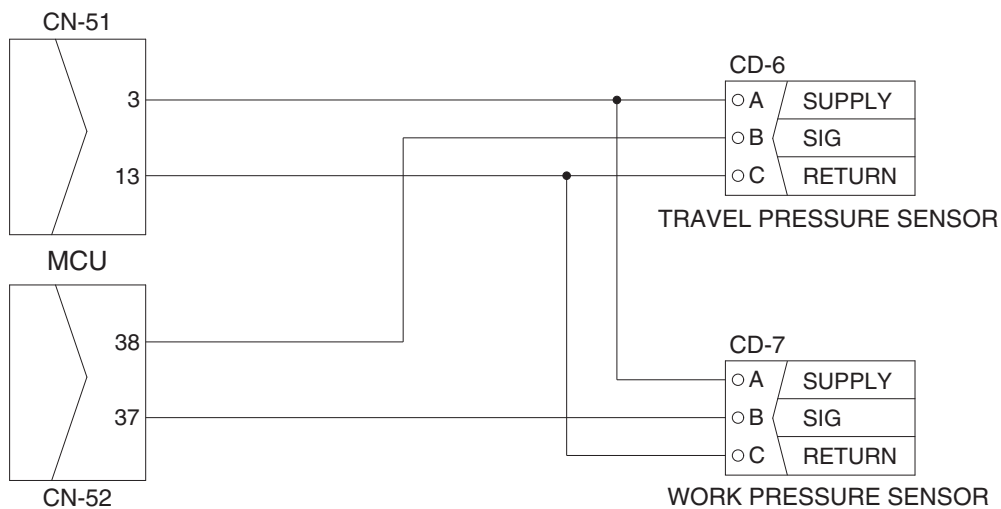 CN-51
3
13
MCU
38
37
CN-52
CD-6
A SUPPLY
B SIG
C RETURN
TRAVEL PRESSURE SENSOR
CD-7
A SUPPLY
B SIG
C RETURN
WORK PRESSURE SENSOR